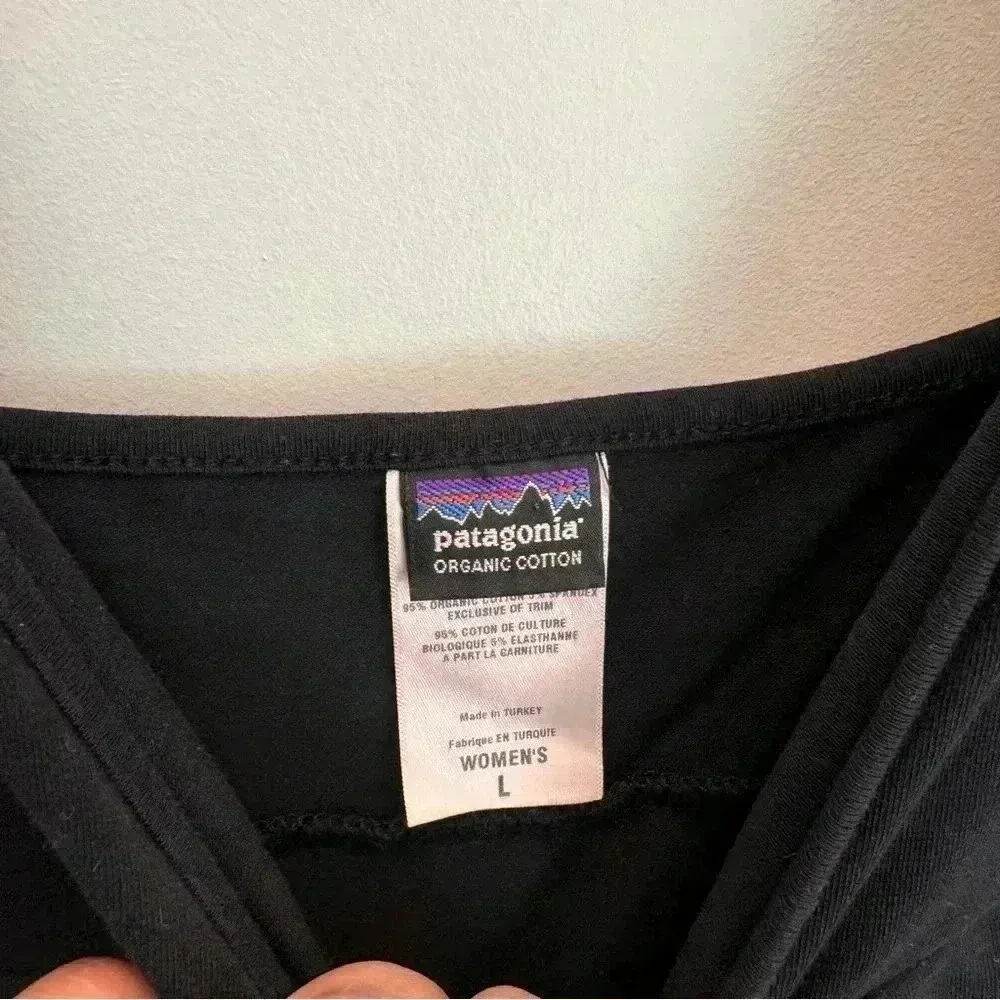 patagonia
ORGANIC COTTON
95% ORGANIC COTTON 5% SPANDEX
EXCLUSIVE OF TRIM
95% COTON DE CULTURE
BIOLOGIQUE 5% ELASTHANNE
A PART LA GARNITURE
Made in TURKEY
Fabrique EN TURQUIE
WOMEN'S
L